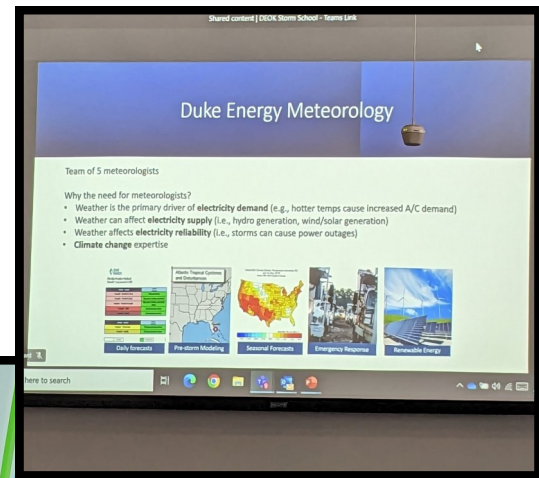 Shared content | DEOK Storm School - Teams Link
Duke Energy Meteorology
Team of 5 meteorologists
Why the need for meteorologists?
• Weather is the primary driver of electricity demand (e.g., hotter temps cause increased A/C demand)
• Weather can affect electricity supply (i.e., hydro generation, wind/solar generation)
• Weather affects electricity reliability (i.e., storms can cause power outages)
• Climate change expertise
Atlantic Tropical Cyclones
and Disturbances
Daily forecasts
Pre-storm Modeling
Seasonal Forecasts
Emergency Response
Renewable Energy
here to search